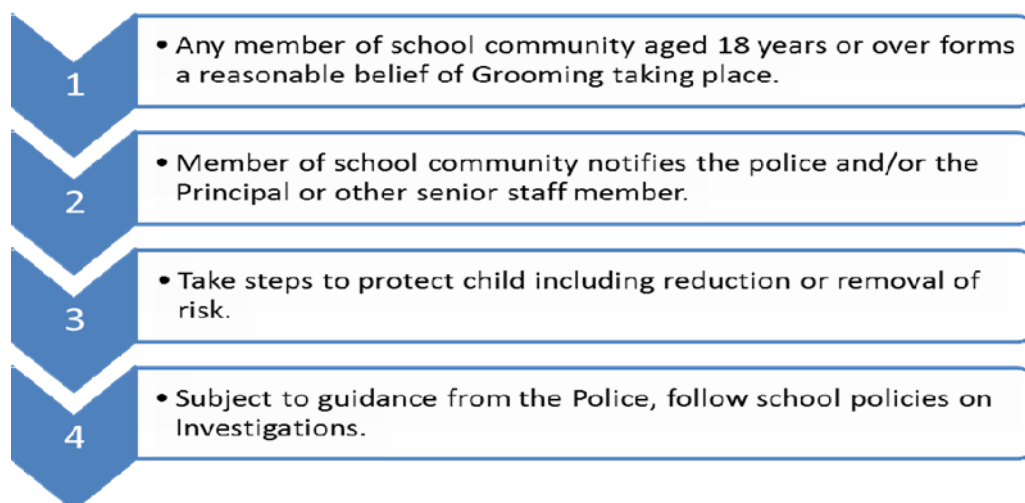 1
• Any member of school community aged 18 years or over forms
a reasonable belief of Grooming taking place.
2
• Member of school community notifies the police and/or the
Principal or other senior staff member.
3
• Take steps to protect child including reduction or removal of
risk.
4
• Subject to guidance from the Police, follow school policies on
Investigations.